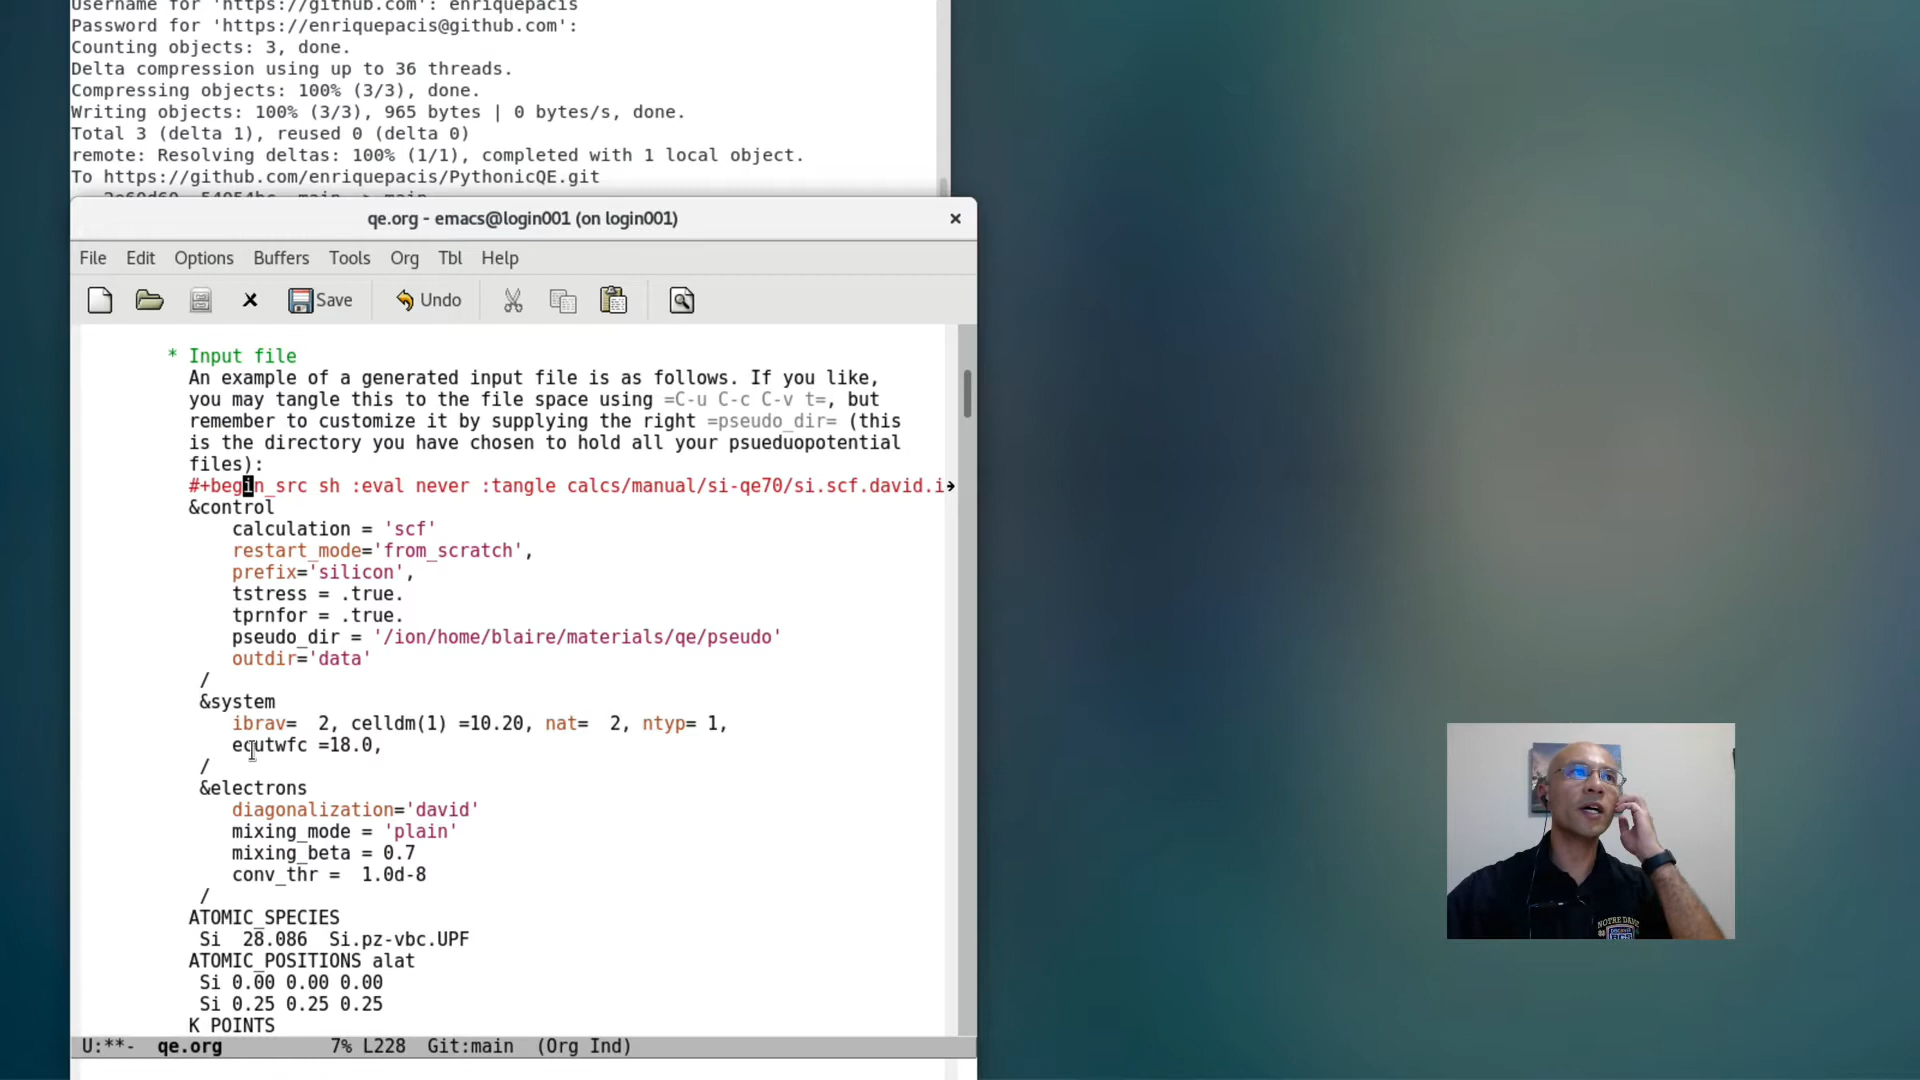 Username for 'https://github.com': enriquepacis
Password for 'https://enriquepacis@github.com':
Counting objects: 3, done.
Delta compression using up to 36 threads.
Compressing objects: 100% (3/3), done.
Writing objects: 100% (3/3), 965 bytes | 0 bytes/s, done.
Total 3 (delta 1), reused 0 (delta 0)
remote: Resolving deltas: 100% (1/1), completed with 1 local object.
To https://github.com/enriquepacis/PythonicQE.git
qe.org - emacs@login001 (on login001)
File Edit Options Buffers Tools Org Tbl Help
Save Undo
* Input file
An example of a generated input file is as follows. If you like,
you may tangle this to the file space using =C-u C-c C-v t=, but
remember to customize it by supplying the right =pseudo_dir= (this
is the directory you have chosen to hold all your psueduopotential
files):
#+begin_src sh :eval never :tangle calcs/manual/si-qe70/si.scf.david.i
&control
calculation = 'scf'
restart_mode='from_scratch',
prefix='silicon',
tstress = .true.
tprnfor = .true.
pseudo_dir = '/ion/home/blaire/materials/qe/pseudo'
outdir='data'
/
&system
ibrav=  2, celldm(1) =10.20, nat=  2, ntyp= 1,
ecutwfc =18.0,
/
&electrons
diagonalization='david'
mixing_mode = 'plain'
mixing_beta = 0.7
conv_thr =  1.0d-8
/
ATOMIC_SPECIES
Si  28.086  Si.pz-vbc.UPF
ATOMIC_POSITIONS alat
Si 0.00 0.00 0.00
Si 0.25 0.25 0.25
K_POINTS
U:**-  qe.org  7% L228  Git:main  (Org Ind)
NOTRE DAME